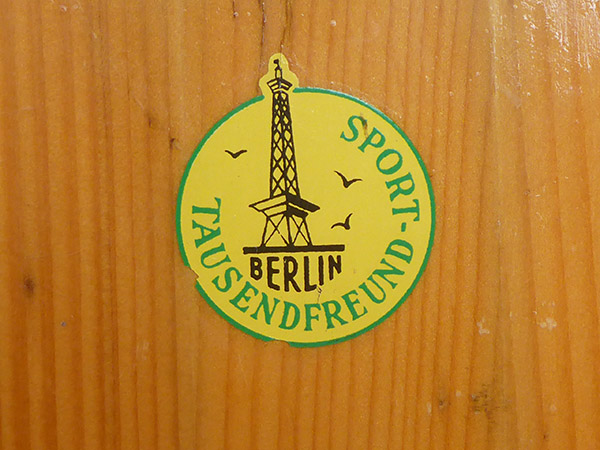 SPORT-
TAUSENDFREUND-
BERLIN